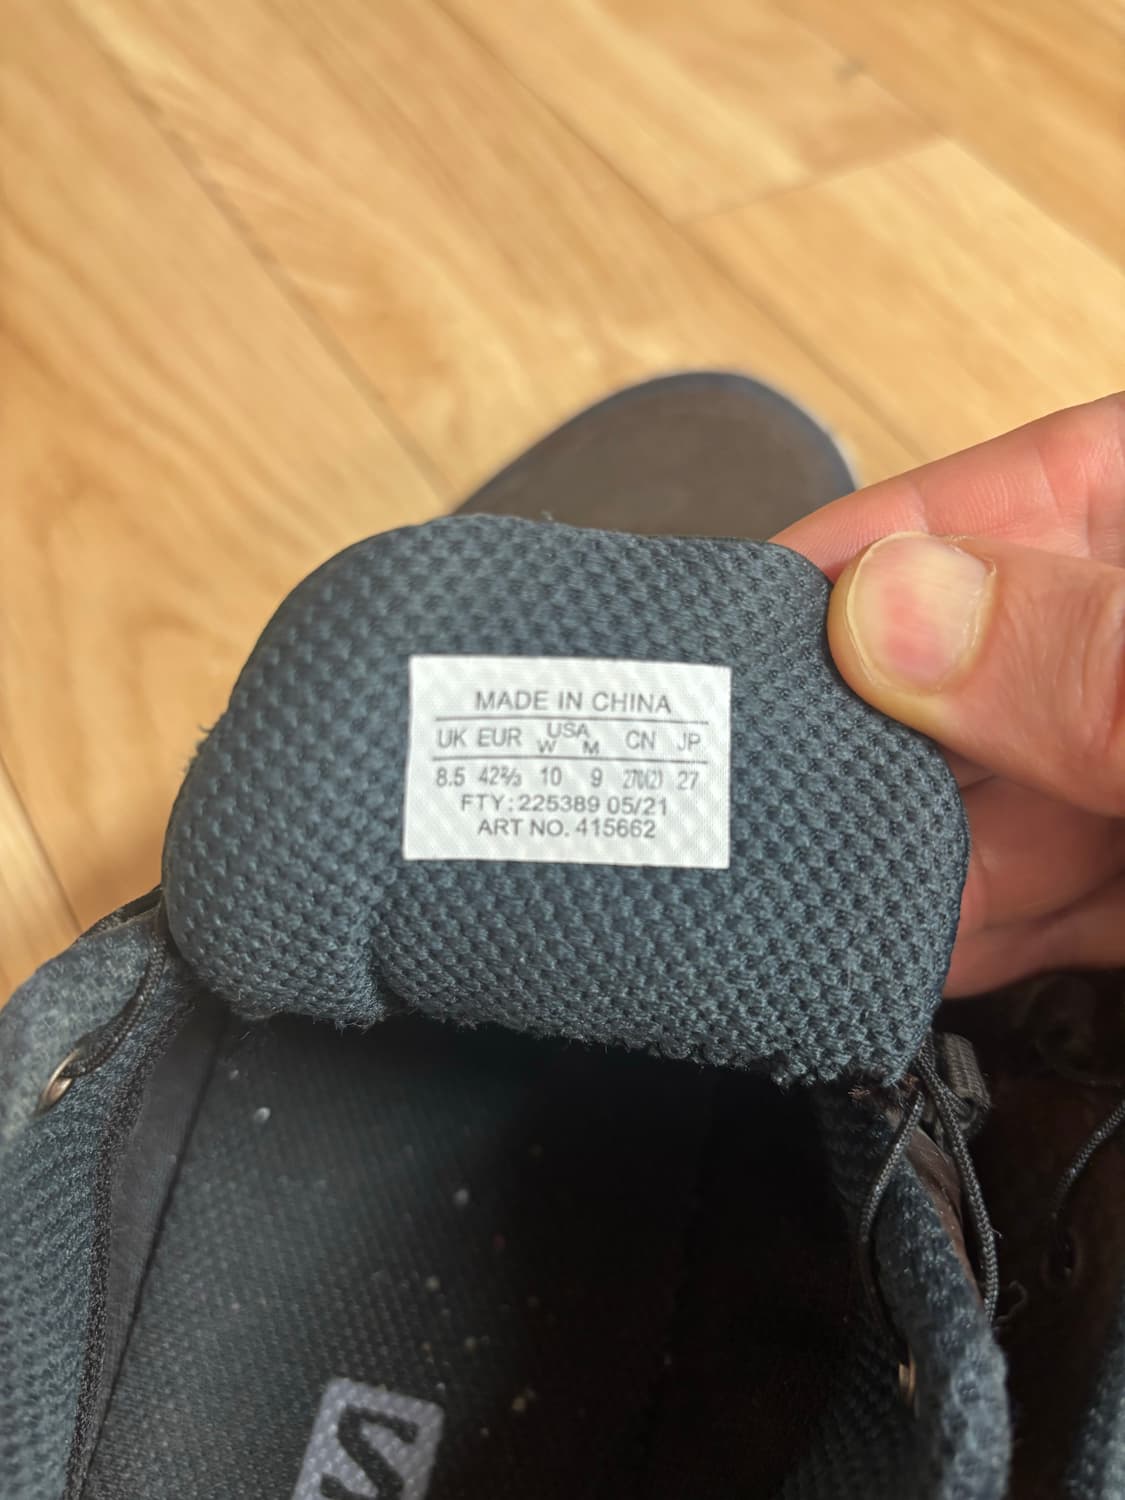 MADE IN CHINA
UK EUR USA W M CN JP
8.5 42⅔ 10 9 270(2) 27
FTY: 225389 05/21
ART NO. 415662
S